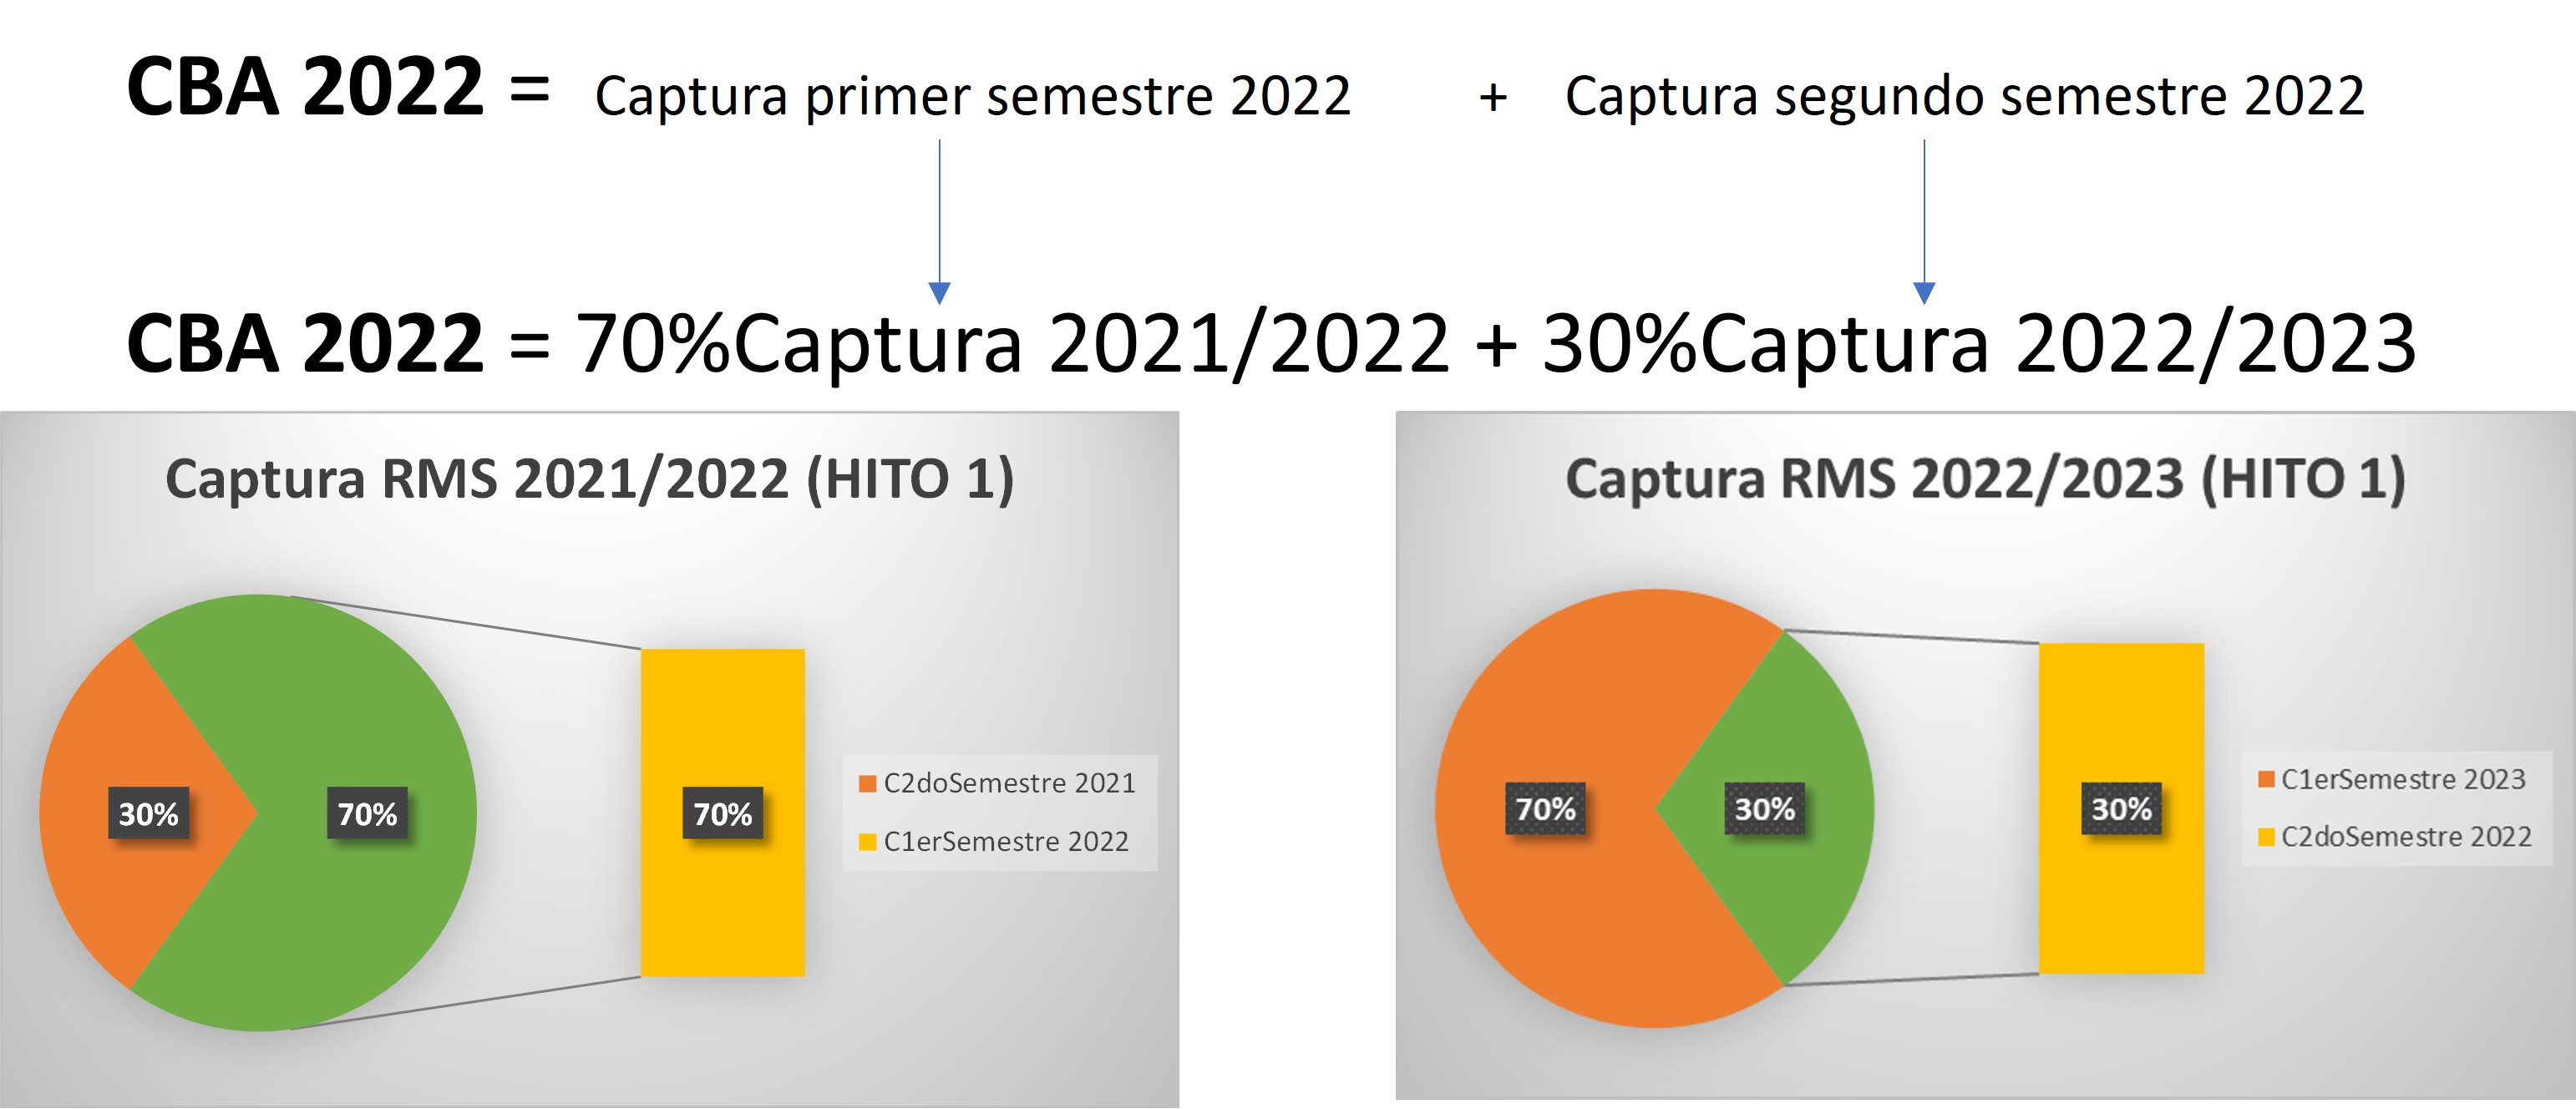 CBA 2022 = Captura primer semestre 2022 + Captura segundo semestre 2022
CBA 2022 = 70%Captura 2021/2022 + 30%Captura 2022/2023
Captura RMS 2021/2022 (HITO 1)
30%
70%
70%
C2doSemestre 2021
C1erSemestre 2022
Captura RMS 2022/2023 (HITO 1)
70%
30%
30%
C1erSemestre 2023
C2doSemestre 2022